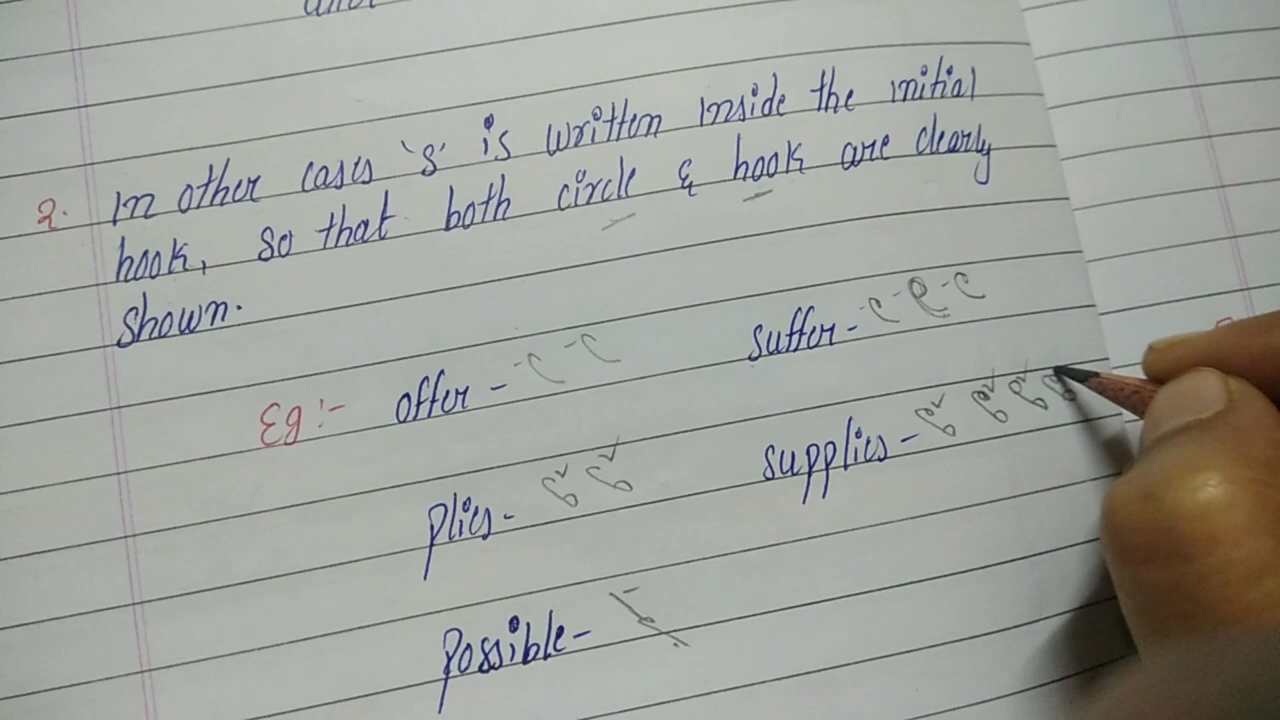 2. In other cases 's' is written inside the initial
hook, so that both circle & hook are clearly
shown.
Eg:- offer - suffer -
plies - supplies -
possible -